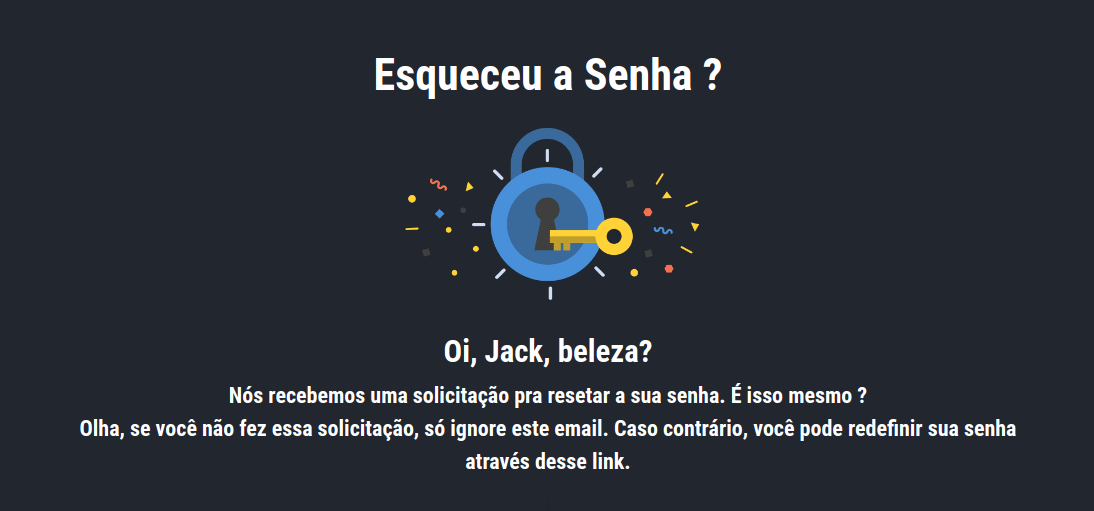 Esqueceu a Senha ?
Oi, Jack, beleza?
Nós recebemos uma solicitação pra resetar a sua senha. É isso mesmo ?
Olha, se você não fez essa solicitação, só ignore este email. Caso contrário, você pode redefinir sua senha
através desse link.